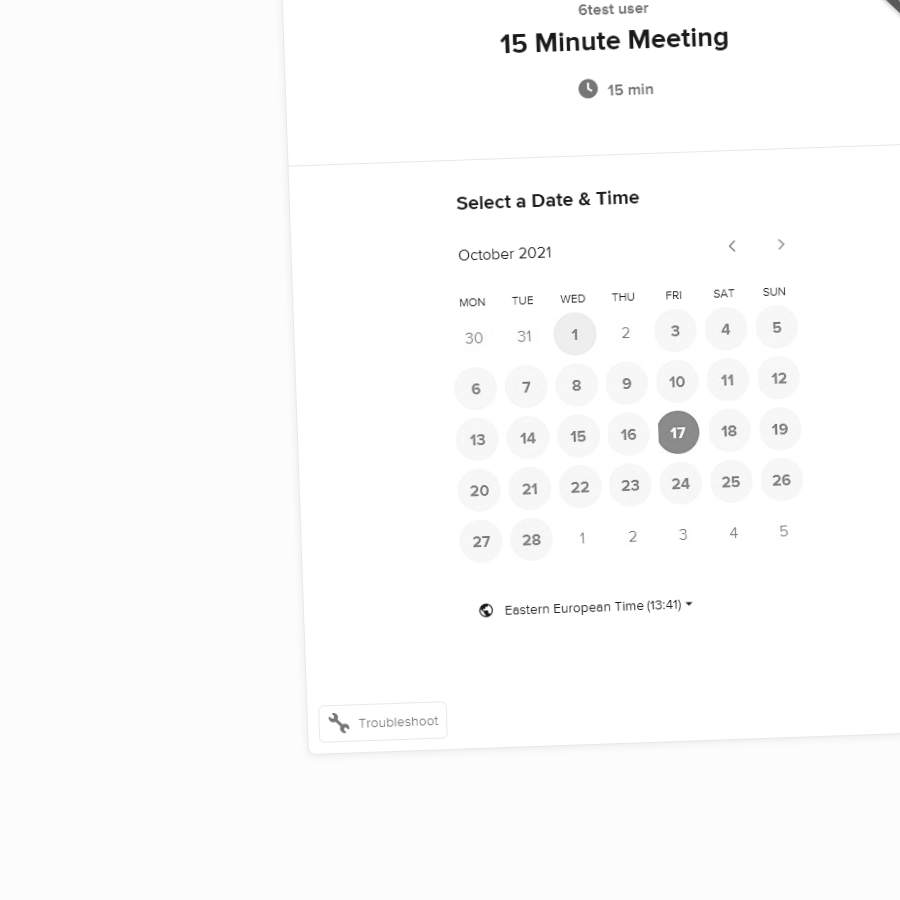 6test user
15 Minute Meeting
15 min
Select a Date & Time
October 2021
MON TUE WED THU FRI SAT SUN
30 31 1 2 3 4 5
6 7 8 9 10 11 12
13 14 15 16 17 18 19
20 21 22 23 24 25 26
27 28 1 2 3 4 5
Eastern European Time (13:41)
Troubleshoot